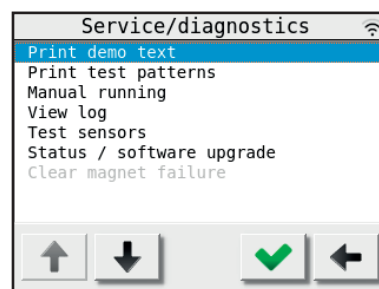 Service/diagnostics
Print demo text
Print test patterns
Manual running
View log
Test sensors
Status / software upgrade
Clear magnet failure